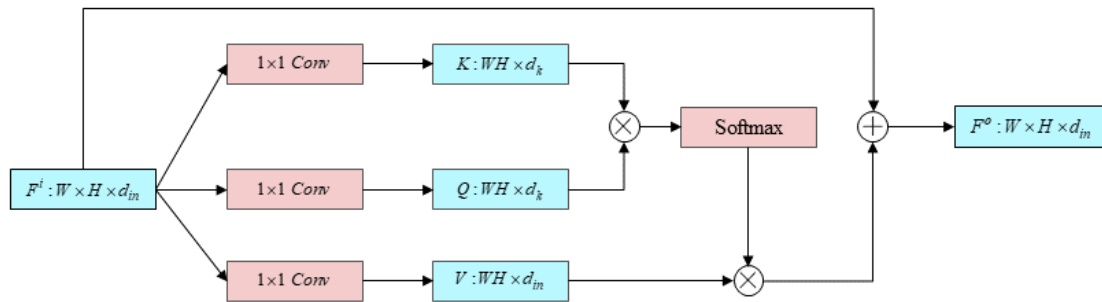 1×1 Conv
K : WH × d_k
Softmax
F^o : W × H × d_in
F^i : W × H × d_in
1×1 Conv
Q : WH × d_k
1×1 Conv
V : WH × d_in